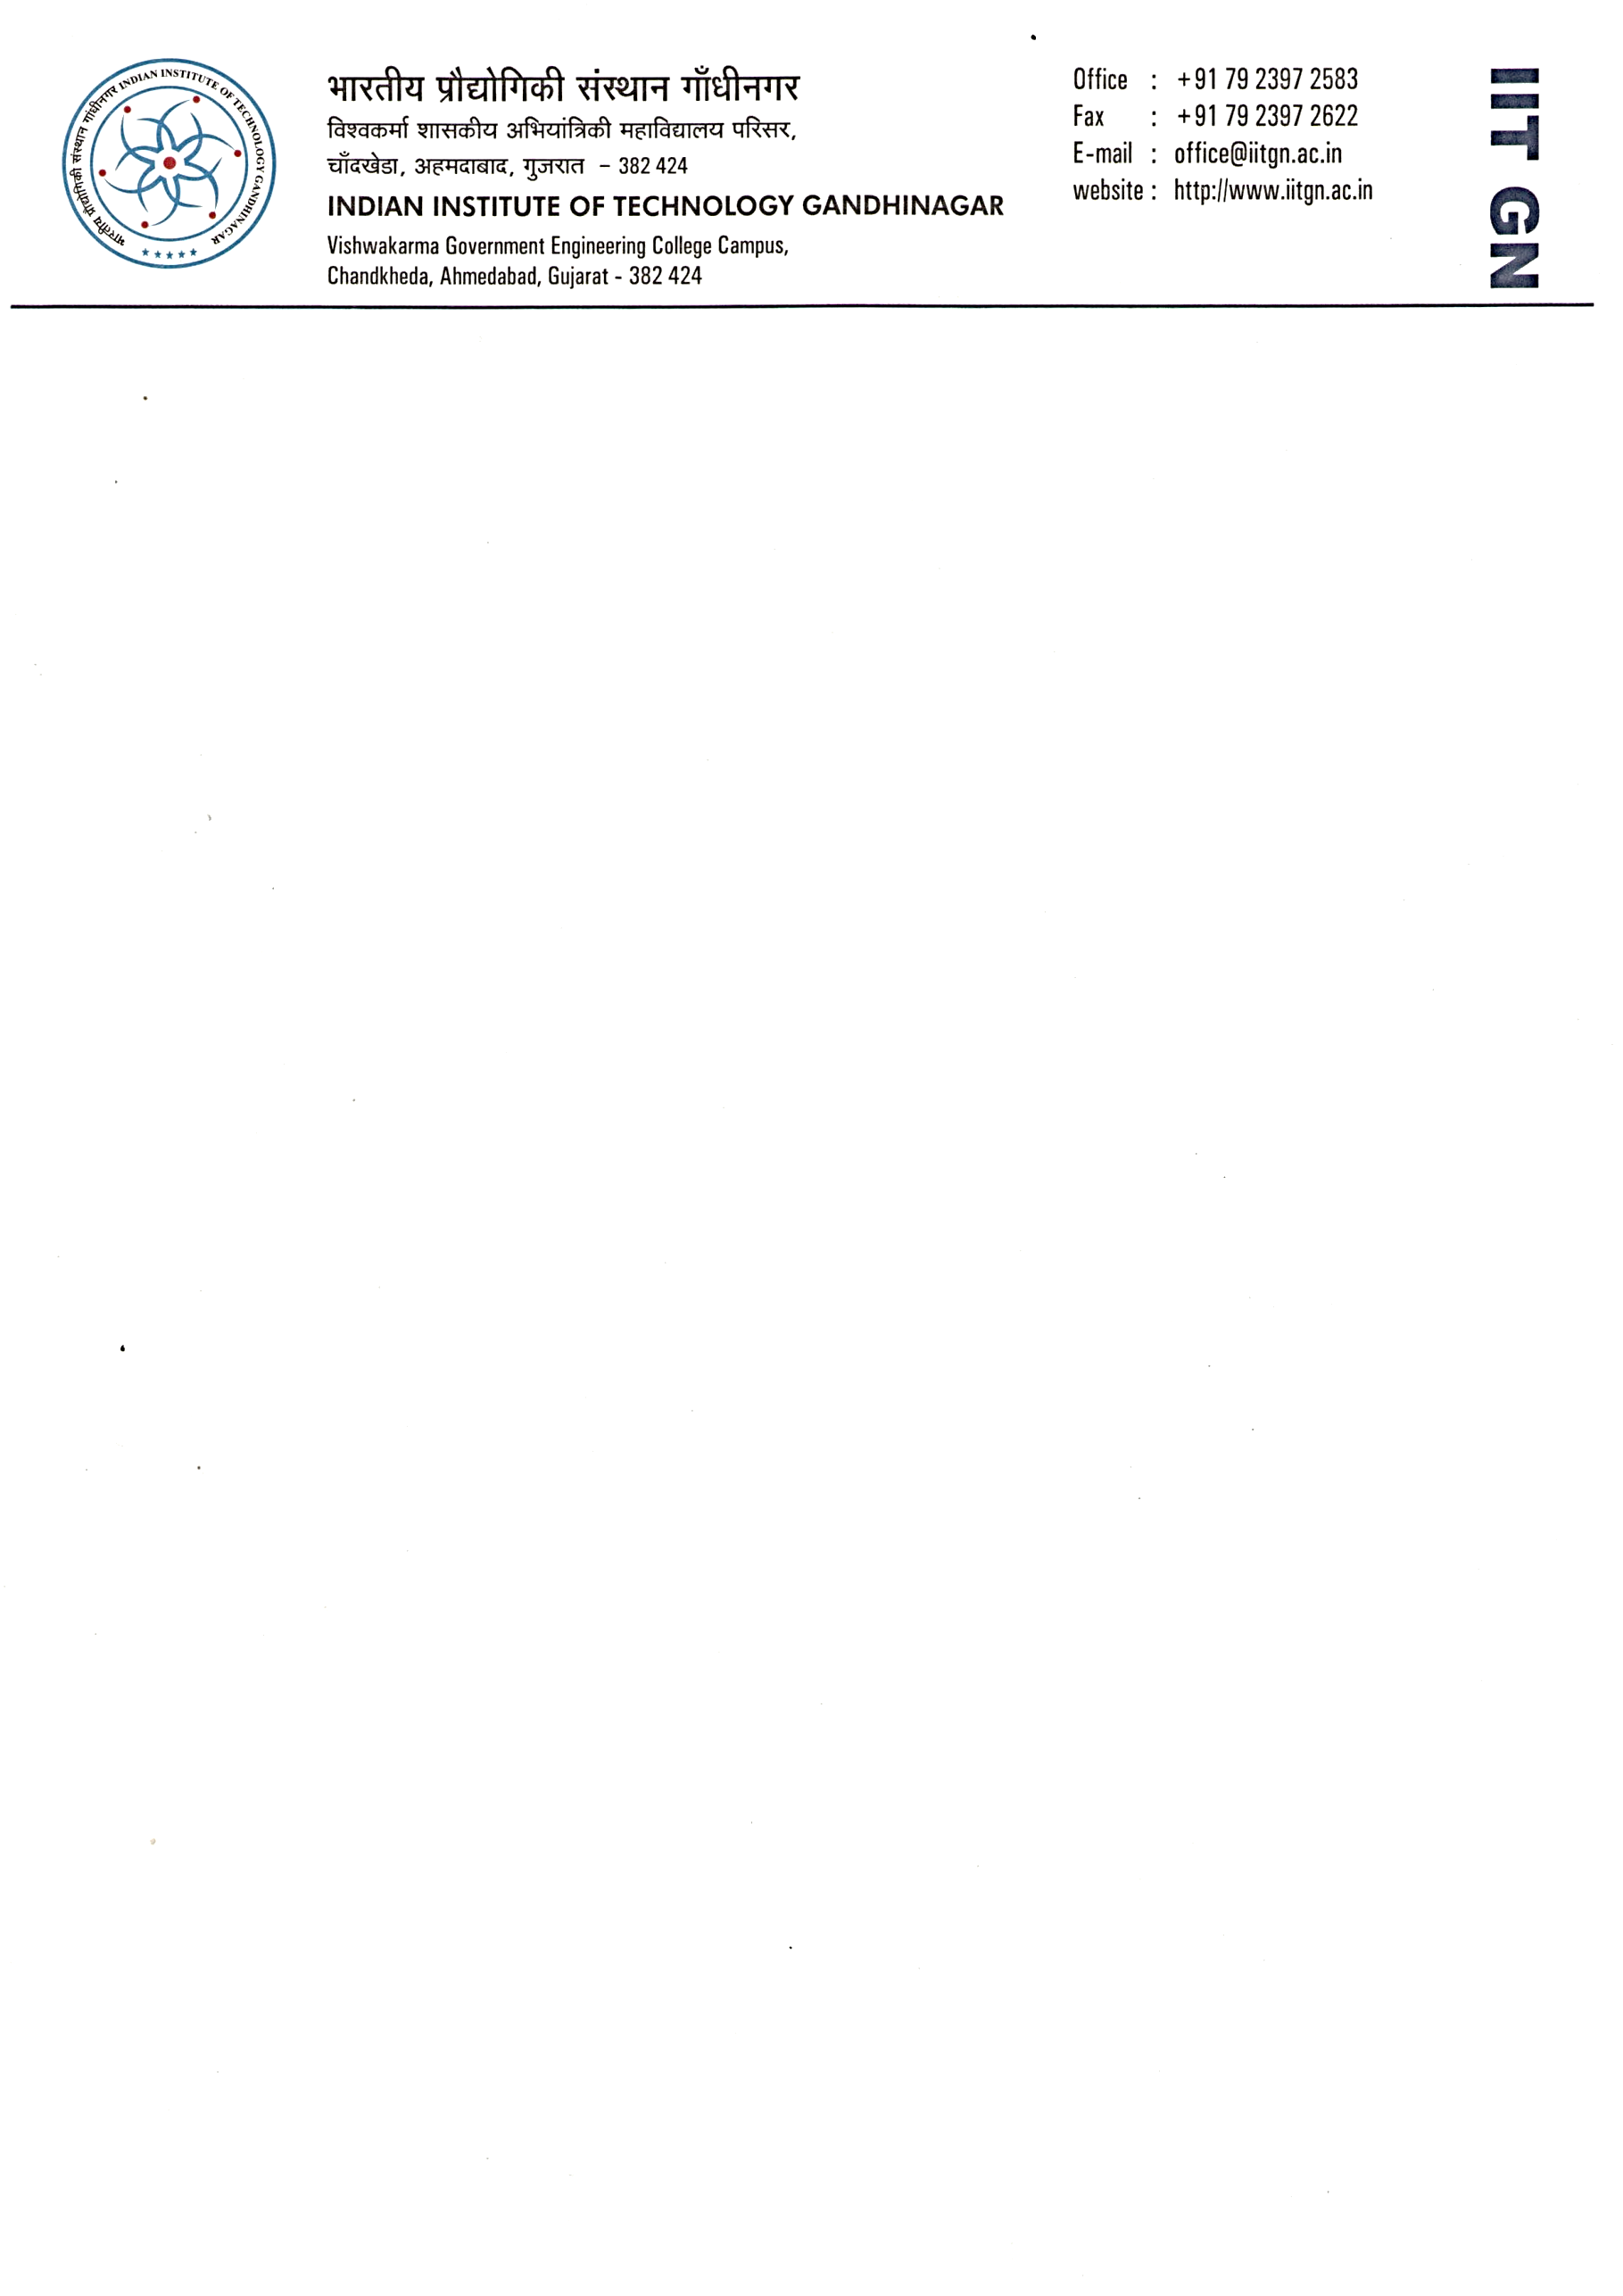 भारतीय प्रौद्योगिकी संस्थान गांधीनगर INDIAN INSTITUTE OF TECHNOLOGY GANDHINAGAR
भारतीय प्रौद्योगिकी संस्थान गाँधीनगर
विश्वकर्मा शासकीय अभियांत्रिकी महाविद्यालय परिसर,
चाँदखेडा, अहमदाबाद, गुजरात – 382 424
INDIAN INSTITUTE OF TECHNOLOGY GANDHINAGAR
Vishwakarma Government Engineering College Campus,
Chandkheda, Ahmedabad, Gujarat - 382 424
Office : +91 79 2397 2583
Fax : +91 79 2397 2622
E-mail : office@iitgn.ac.in
website : http://www.iitgn.ac.in
IIT GN